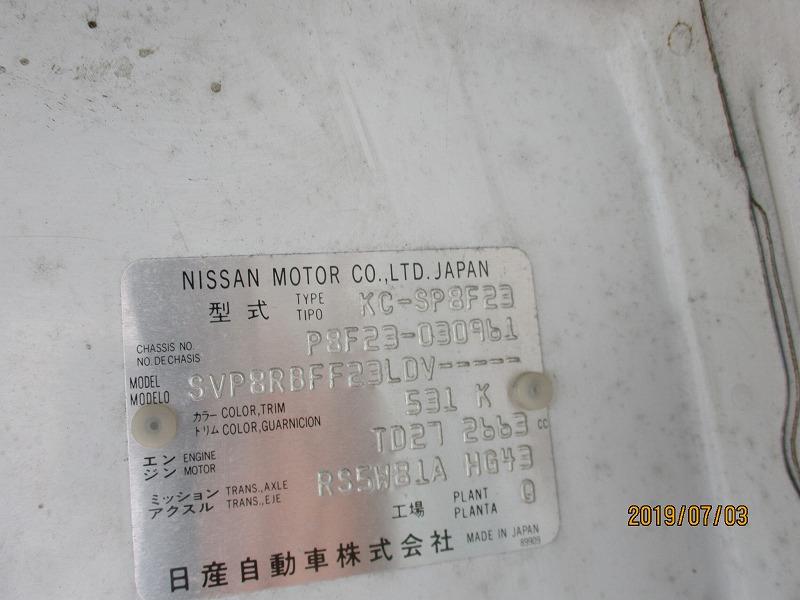 NISSAN MOTOR CO.,LTD. JAPAN
型式 TYPE TIPO KC-SP8F23
CHASSIS NO. NO. DE CHASIS P8F23-030961
MODEL MODELO SVP8RBFF23LDV-----
カラー COLOR,TRIM トリム COLOR,GUARNICION 531 K
エンジン ENGINE MOTOR TD27 2663 cc
ミッション TRANS.,AXLE アクスル TRANS.,EJE RS5W81A HG43
工場 PLANT PLANTA Q
日産自動車株式会社 MADE IN JAPAN
89909
2019/07/03